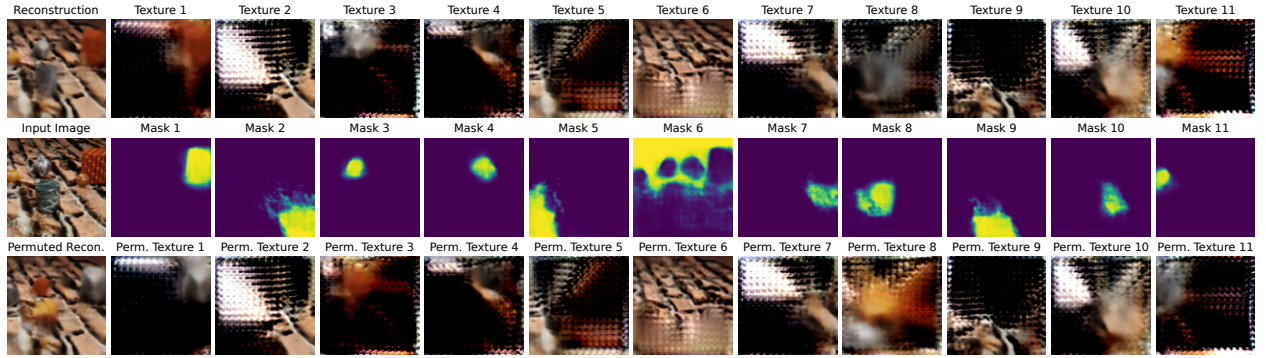 Reconstruction Texture 1 Texture 2 Texture 3 Texture 4 Texture 5 Texture 6 Texture 7 Texture 8 Texture 9 Texture 10 Texture 11
Input Image Mask 1 Mask 2 Mask 3 Mask 4 Mask 5 Mask 6 Mask 7 Mask 8 Mask 9 Mask 10 Mask 11
Permuted Recon. Perm. Texture 1 Perm. Texture 2 Perm. Texture 3 Perm. Texture 4 Perm. Texture 5 Perm. Texture 6 Perm. Texture 7 Perm. Texture 8 Perm. Texture 9 Perm. Texture 10 Perm. Texture 11